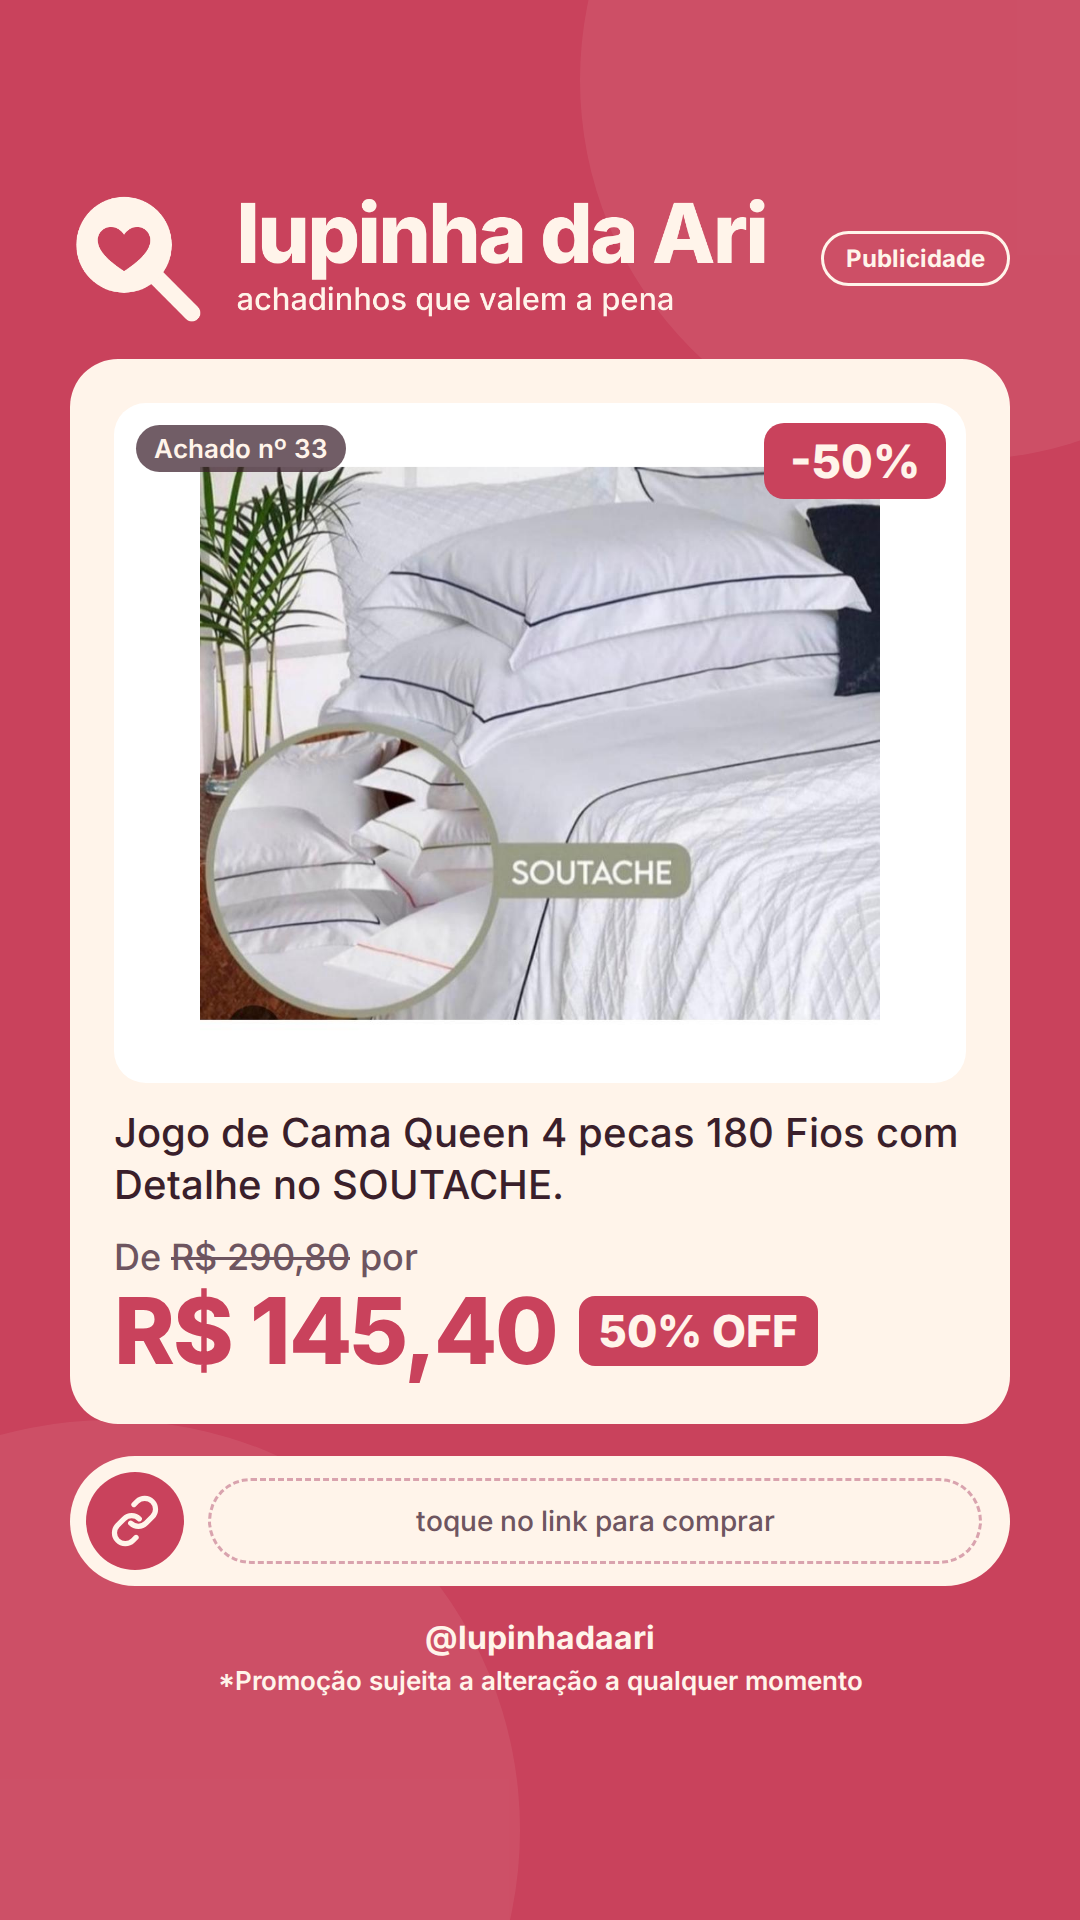 lupinha da Ari
achadinhos que valem a pena
Publicidade
Achado nº 33
-50%
SOUTACHE
Jogo de Cama Queen 4 pecas 180 Fios com
Detalhe no SOUTACHE.
De R$ 290,80 por
R$ 145,40
50% OFF
toque no link para comprar
@lupinhadaari
*Promoção sujeita a alteração a qualquer momento